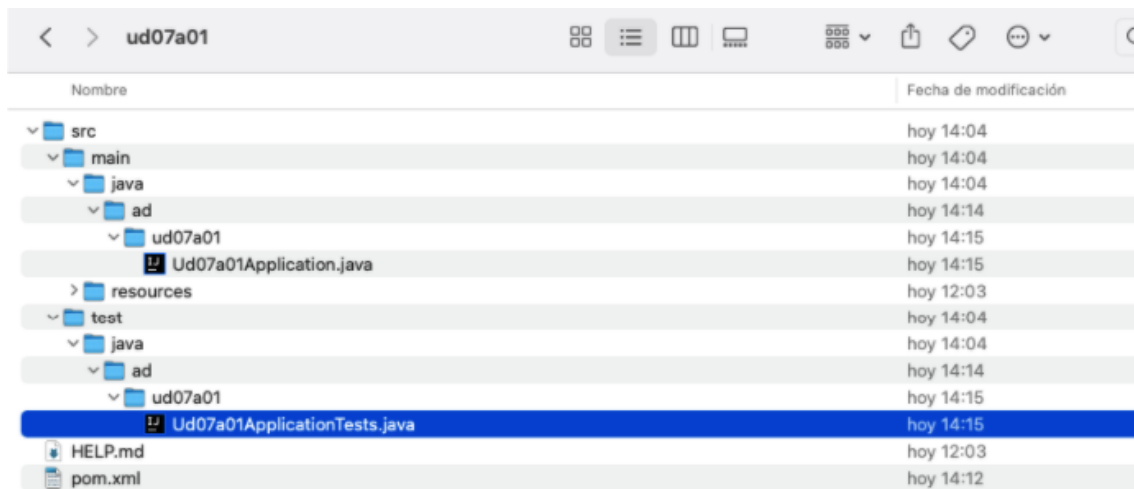 ud07a01
Nombre Fecha de modificación
src hoy 14:04
main hoy 14:04
java hoy 14:04
ad hoy 14:14
ud07a01 hoy 14:15
Ud07a01Application.java hoy 14:15
resources hoy 12:03
test hoy 14:04
java hoy 14:04
ad hoy 14:14
ud07a01 hoy 14:15
Ud07a01ApplicationTests.java hoy 14:15
HELP.md hoy 12:03
pom.xml hoy 14:12